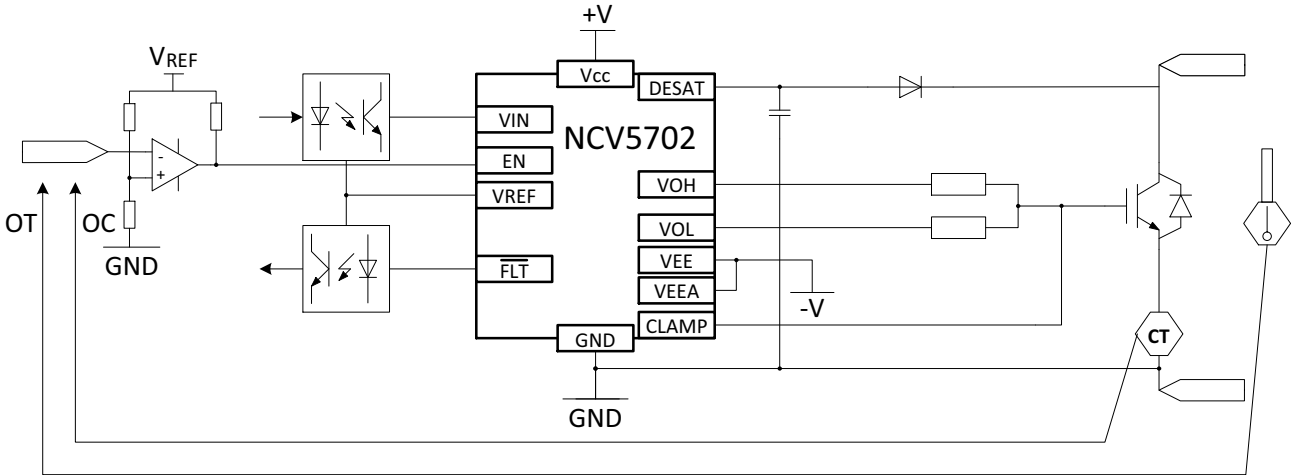 +V
VREF
Vcc
DESAT
VIN
NCV5702
EN
VREF
VOH
OT
OC
VOL
GND
VEE
FLT
VEEA
-V
CLAMP
GND
CT
GND